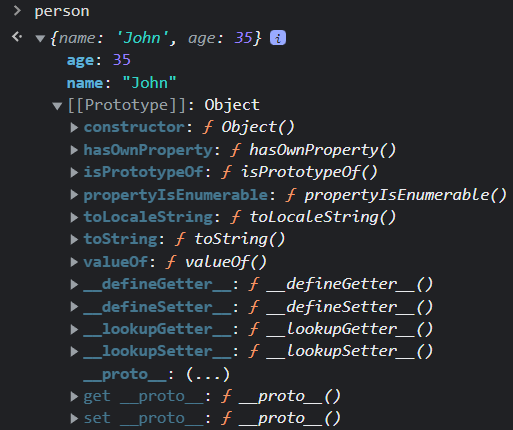 > person
<· ▼{name: 'John', age: 35} i
age: 35
name: "John"
▼[[Prototype]]: Object
▶constructor: ƒ Object()
▶hasOwnProperty: ƒ hasOwnProperty()
▶isPrototypeOf: ƒ isPrototypeOf()
▶propertyIsEnumerable: ƒ propertyIsEnumerable()
▶toLocaleString: ƒ toLocaleString()
▶toString: ƒ toString()
▶valueOf: ƒ valueOf()
▶__defineGetter__: ƒ __defineGetter__()
▶__defineSetter__: ƒ __defineSetter__()
▶__lookupGetter__: ƒ __lookupGetter__()
▶__lookupSetter__: ƒ __lookupSetter__()
__proto__: (...)
▶get __proto__: ƒ __proto__()
▶set __proto__: ƒ __proto__()